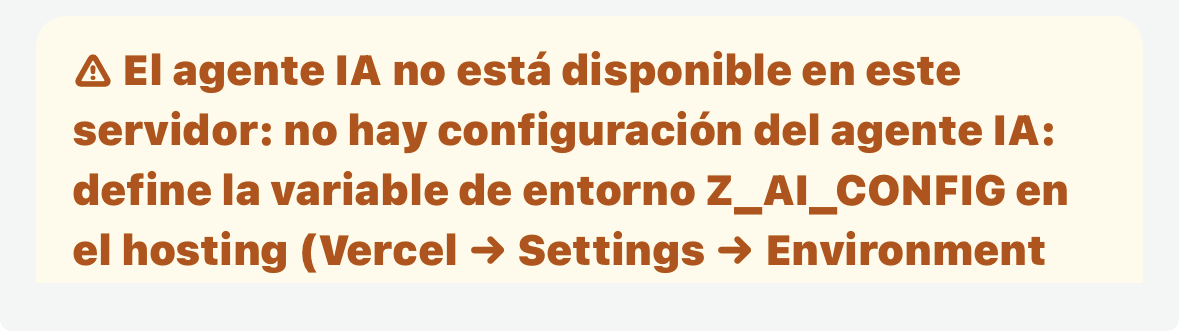 ⚠ El agente IA no está disponible en este
servidor: no hay configuración del agente IA:
define la variable de entorno Z_AI_CONFIG en
el hosting (Vercel → Settings → Environment